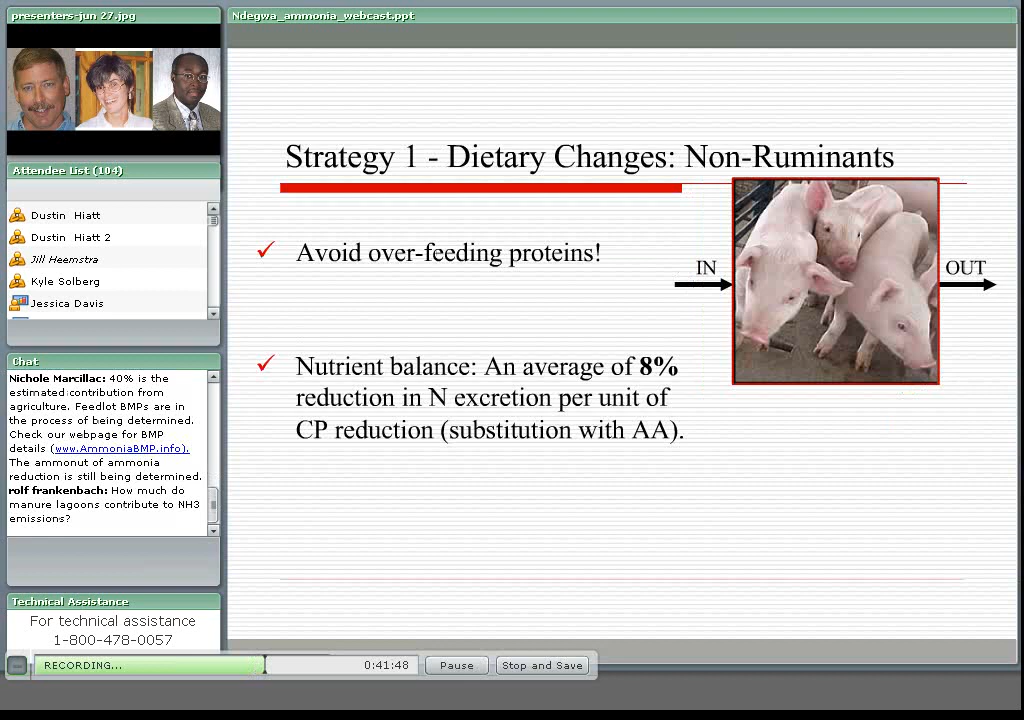 presenters-jun 27.jpg
Attendee List (104)
Dustin Hiatt
Dustin Hiatt 2
Jill Heemstra
Kyle Solberg
Jessica Davis
Chat
Nichole Marcillac: 40% is the
estimated contribution from
agriculture. Feedlot BMPs are in
the process of being determined.
Check our webpage for BMP
details (www.AmmoniaBMP.info).
The ammonut of ammonia
reduction is still being determined.
rolf frankenbach: How much do
manure lagoons contribute to NH3
emissions?
Technical Assistance
For technical assistance
1-800-478-0057
RECORDING...
0:41:48
Pause
Stop and Save
Ndegwa_ammonia_webcast.ppt
Strategy 1 - Dietary Changes: Non-Ruminants
✓ Avoid over-feeding proteins!
IN
OUT
✓ Nutrient balance: An average of 8%
reduction in N excretion per unit of
CP reduction (substitution with AA).